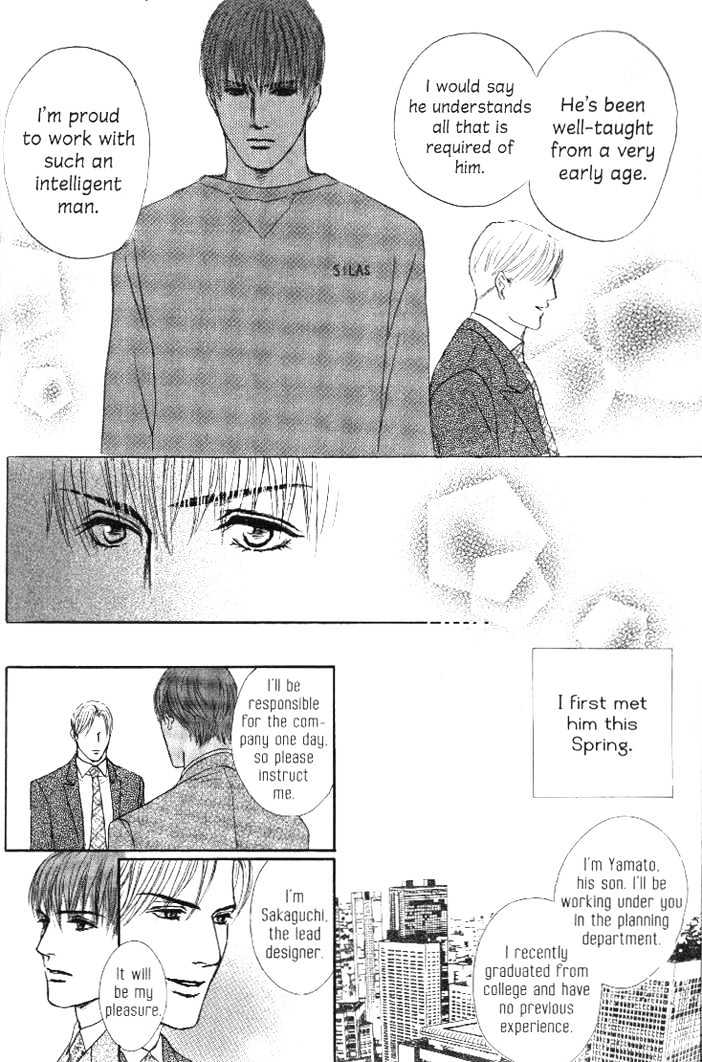 He's been
well-taught
from a very
early age.
I would say
he understands
all that is
required of
him.
I'm proud
to work with
such an
intelligent
man.
SILAS
I first met
him this
Spring.
I'm Yamato,
his son. I'll be
working under you
in the planning
department.
I recently
graduated from
college and have
no previous
experience.
I'll be
responsible
for the com-
pany one day,
so please
instruct
me.
I'm
Sakaguchi,
the lead
designer.
It will
be my
pleasure.